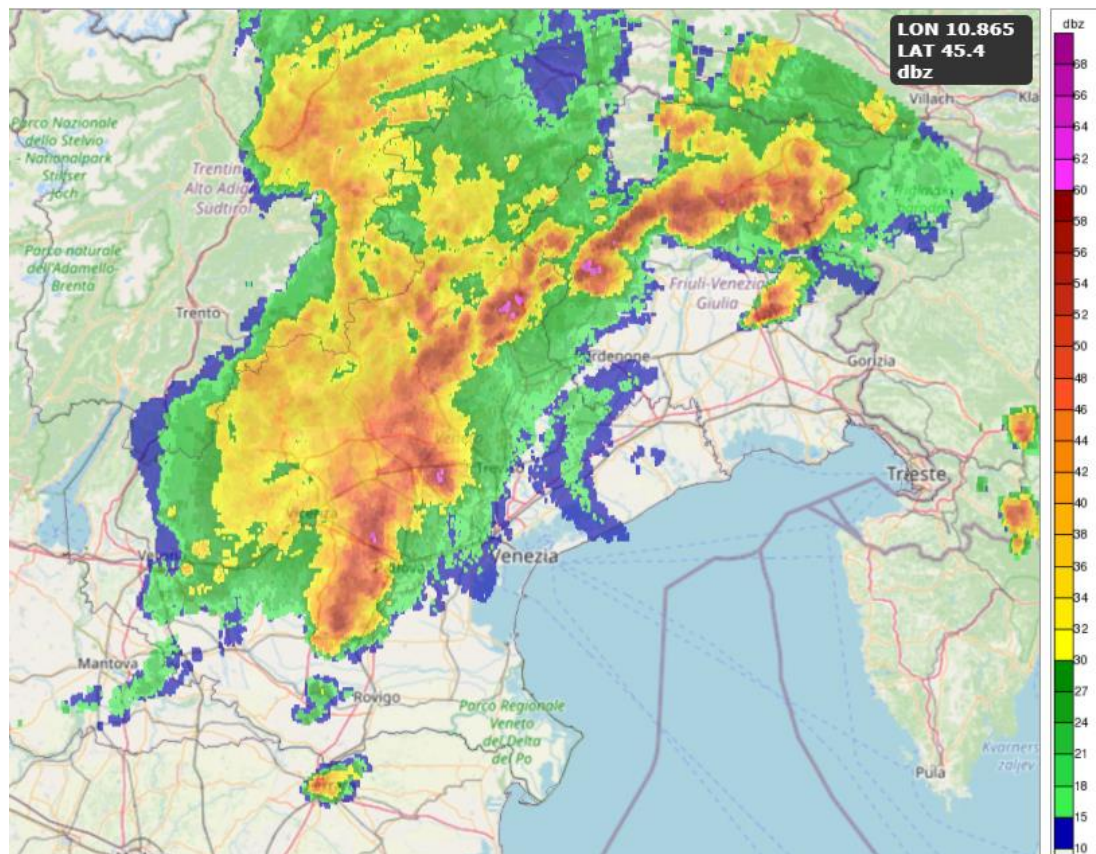 LON 10.865
LAT 45.4
dbz
dbz
Villach
Parco Nazionale
dello Stelvio
- Nationalpark
Stilfser
Joch
Trentino
Alto Adige
Südtirol
Parco naturale
dell'Adamello-
Brenta
Trento
Friuli-Venezia
Giulia
Gorizia
Trieste
Venezia
Mantova
Rovigo
Parco Regionale
Veneto
del Delta
del Po
Pula
Kvarners
zaljev
68
66
64
62
60
58
56
54
52
50
48
46
44
42
40
38
36
34
32
30
27
24
21
18
15
10